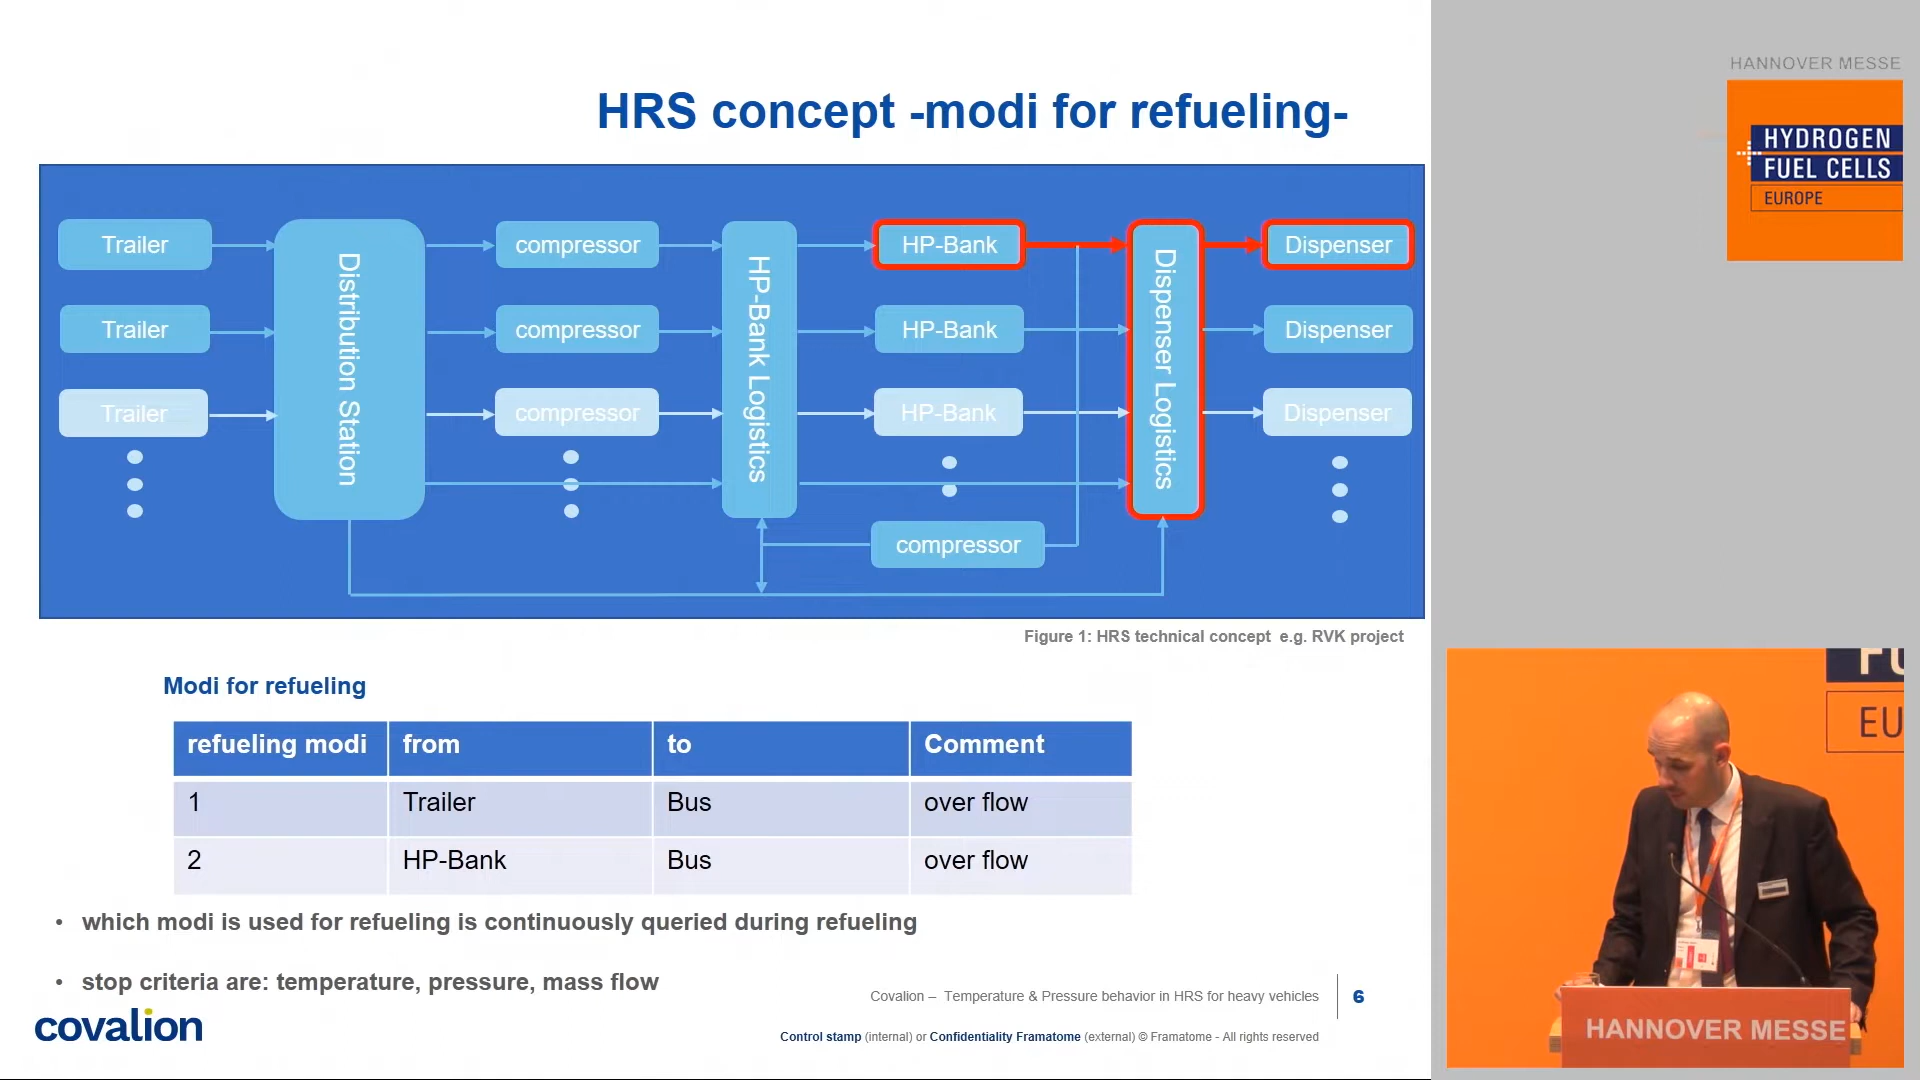 HRS concept -modi for refueling-
Trailer
Trailer
Trailer
Distribution Station
compressor
compressor
compressor
HP-Bank Logistics
HP-Bank
HP-Bank
HP-Bank
compressor
Dispenser Logistics
Dispenser
Dispenser
Dispenser
Figure 1: HRS technical concept e.g. RVK project
Modi for refueling
refueling modi from to Comment
1 Trailer Bus over flow
2 HP-Bank Bus over flow
• which modi is used for refueling is continuously queried during refueling
• stop criteria are: temperature, pressure, mass flow
covalion
Covalion – Temperature & Pressure behavior in HRS for heavy vehicles
6
Control stamp (internal) or Confidentiality Framatome (external) © Framatome - All rights reserved
HANNOVER MESSE
HYDROGEN
FUEL CELLS
EUROPE
FU
EU
HANNOVER MESSE